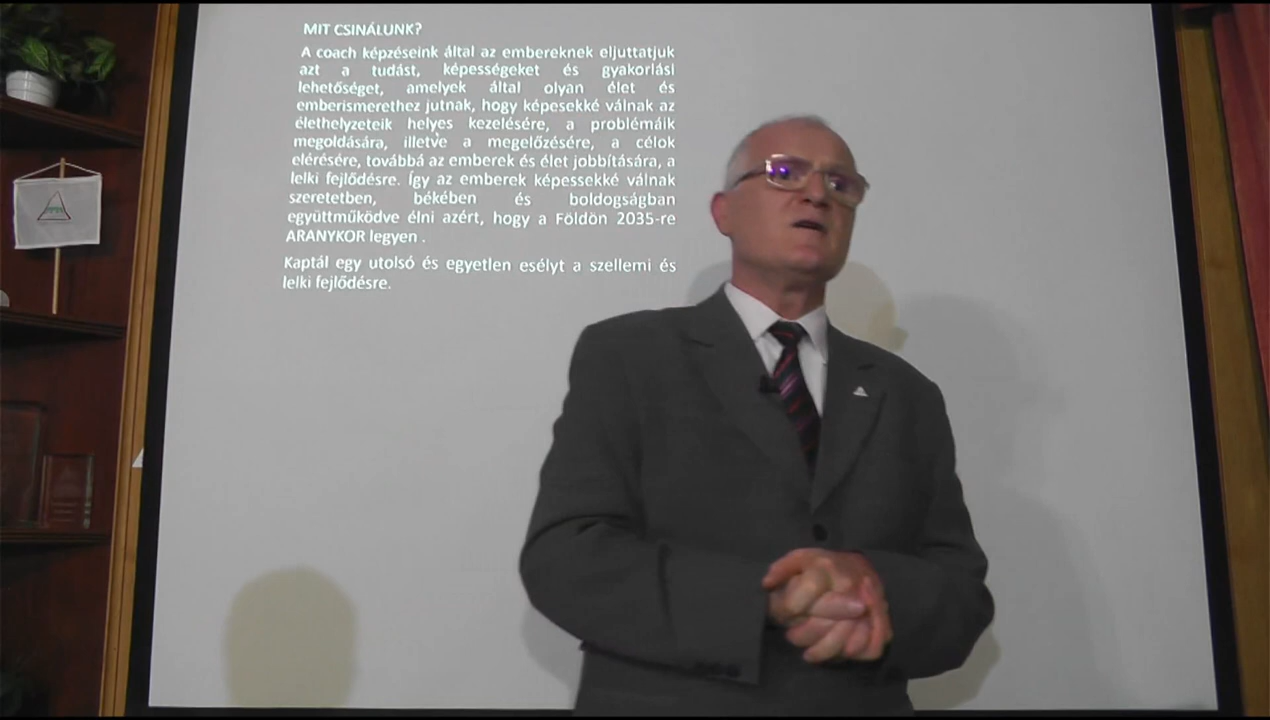 MIT CSINÁLUNK?
A coach képzéseink által az embereknek eljuttatjuk
azt a tudást, képességeket és gyakorlási
lehetőséget, amelyek által olyan élet és
emberismerethez jutnak, hogy képesekké válnak az
élethelyzeteik helyes kezelésére, a problémáik
megoldására, illetve a megelőzésére, a célok
elérésére, továbbá az emberek és élet jobbítására, a
lelki fejlődésre. Így az emberek képessekké válnak
szeretetben, békében és boldogságban
együttműködve élni azért, hogy a Földön 2035-re
ARANYKOR legyen .
Kaptál egy utolsó és egyetlen esélyt a szellemi és
lelki fejlődésre.